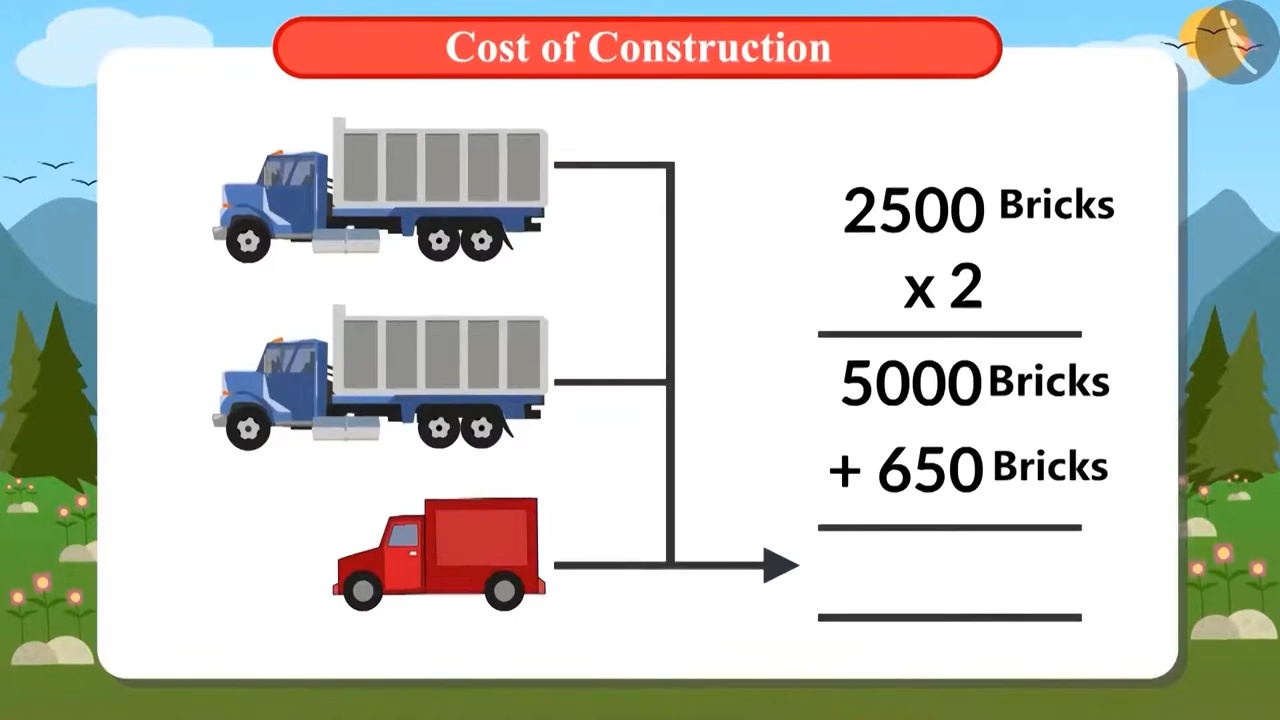 Cost of Construction
2500 Bricks
x 2
5000 Bricks
+ 650 Bricks